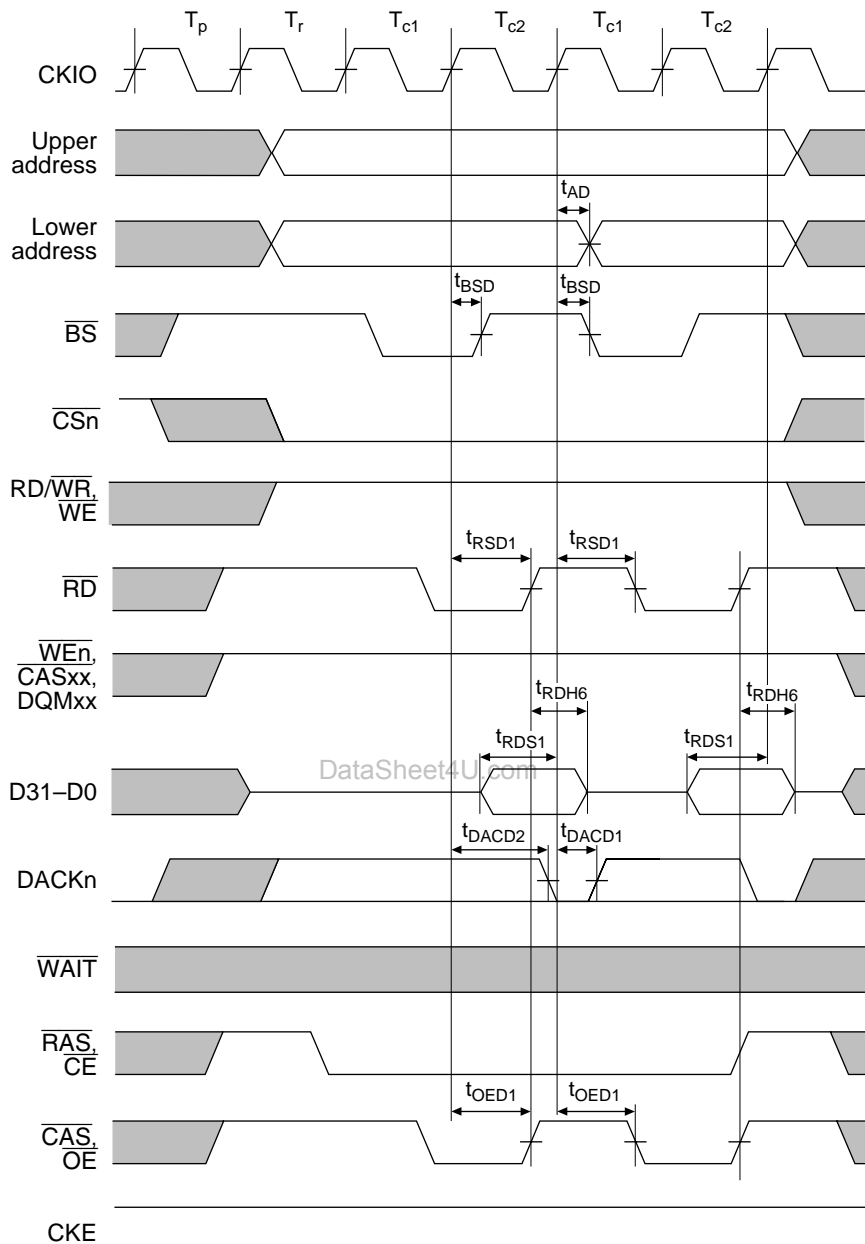 Tp Tr Tc1 Tc2 Tc1 Tc2
CKIO
Upper
address
tAD
Lower
address
tBSD tBSD
BS
CSn
RD/WR,
WE
tRSD1 tRSD1
RD
WEn,
CASxx,
DQMxx
tRDH6 tRDH6
tRDS1 tRDS1
DataSheet4U.com
D31–D0
tDACD2 tDACD1
DACKn
WAIT
RAS,
CE
tOED1 tOED1
CAS,
OE
CKE